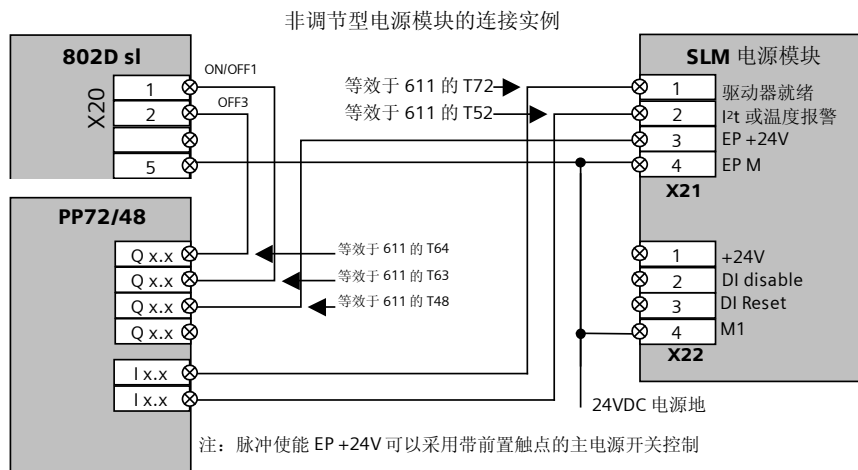 非调节型电源模块的连接实例
802D sl
X20
1
2
5
ON/OFF1
OFF3
等效于 611 的 T72
等效于 611 的 T52
SLM 电源模块
1 驱动器就绪
2 I²t 或温度报警
3 EP +24V
4 EP M
X21
PP72/48
Q x.x
Q x.x
Q x.x
Q x.x
I x.x
I x.x
等效于 611 的 T64
等效于 611 的 T63
等效于 611 的 T48
1 +24V
2 DI disable
3 DI Reset
4 M1
X22
24VDC 电源地
注：脉冲使能 EP +24V 可以采用带前置触点的主电源开关控制